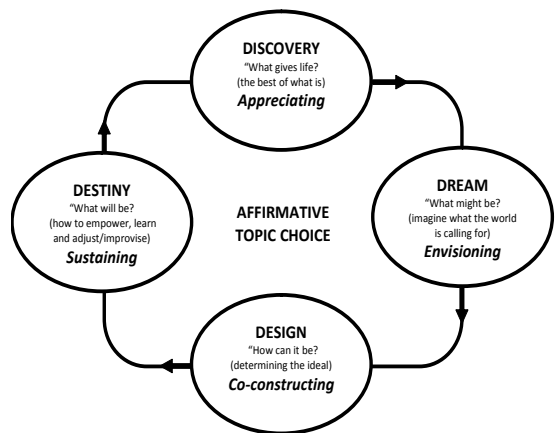 DISCOVERY
"What gives life?
(the best of what is)
Appreciating
DREAM
"What might be?
(imagine what the world
is calling for)
Envisioning
DESIGN
"How can it be?
(determining the ideal)
Co-constructing
DESTINY
"What will be?
(how to empower, learn
and adjust/improvise)
Sustaining
AFFIRMATIVE
TOPIC CHOICE